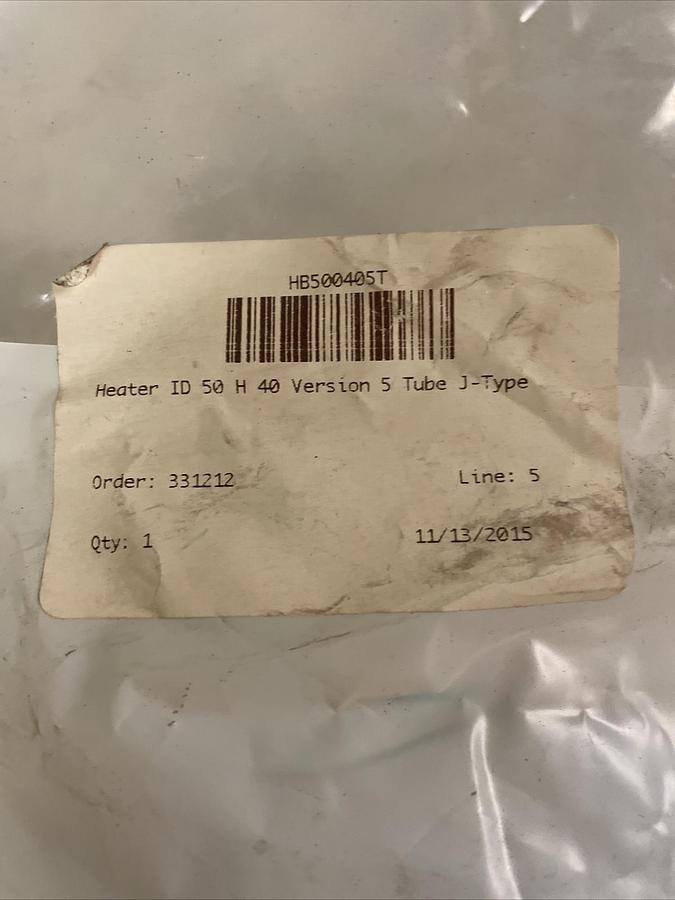 HB500405T
Heater ID 50 H 40 Version 5 Tube J-Type
Order: 331212
Line: 5
Qty: 1
11/13/2015